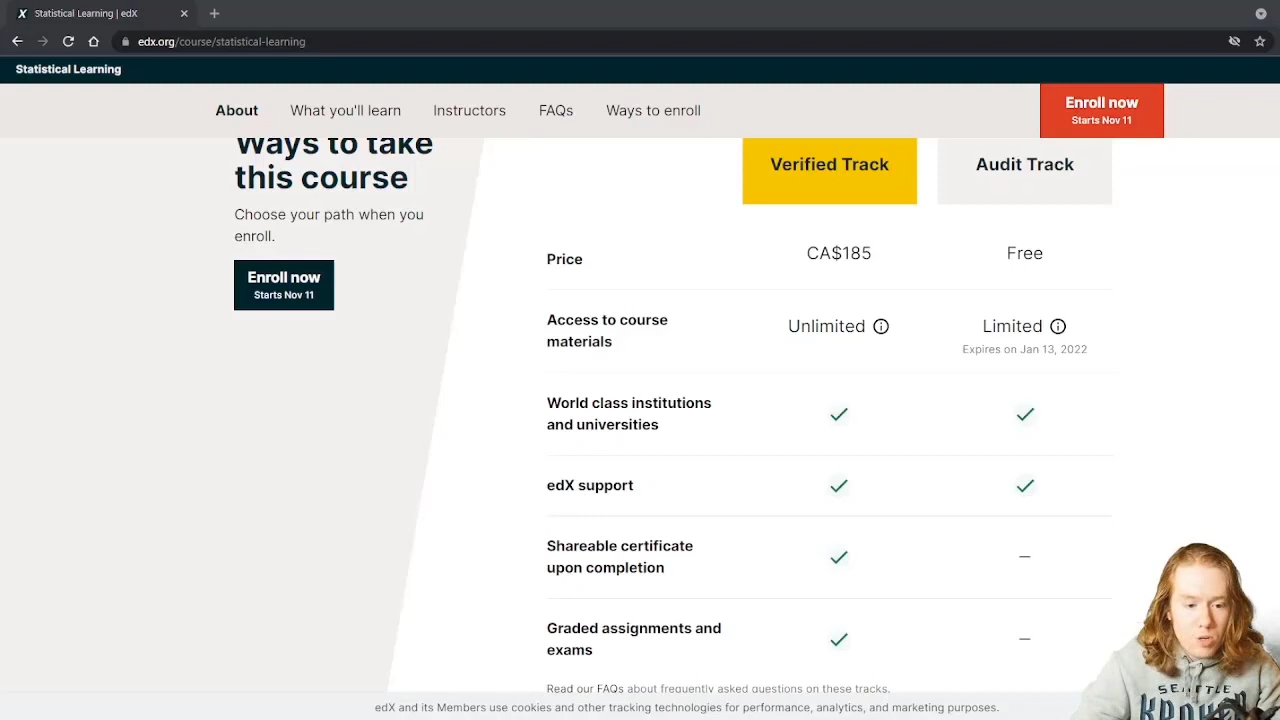 Statistical Learning | edX
edx.org/course/statistical-learning
Statistical Learning
About What you'll learn Instructors FAQs Ways to enroll
Enroll now
Starts Nov 11
Ways to take
this course
Choose your path when you
enroll.
Enroll now
Starts Nov 11
Verified Track Audit Track
Price CA$185 Free
Access to course
materials
Unlimited Limited
Expires on Jan 13, 2022
World class institutions
and universities
edX support
Shareable certificate
upon completion
Graded assignments and
exams
Read our FAQs about frequently asked questions on these tracks.
edX and its Members use cookies and other tracking technologies for performance, analytics, and marketing purposes.
SEATTLE